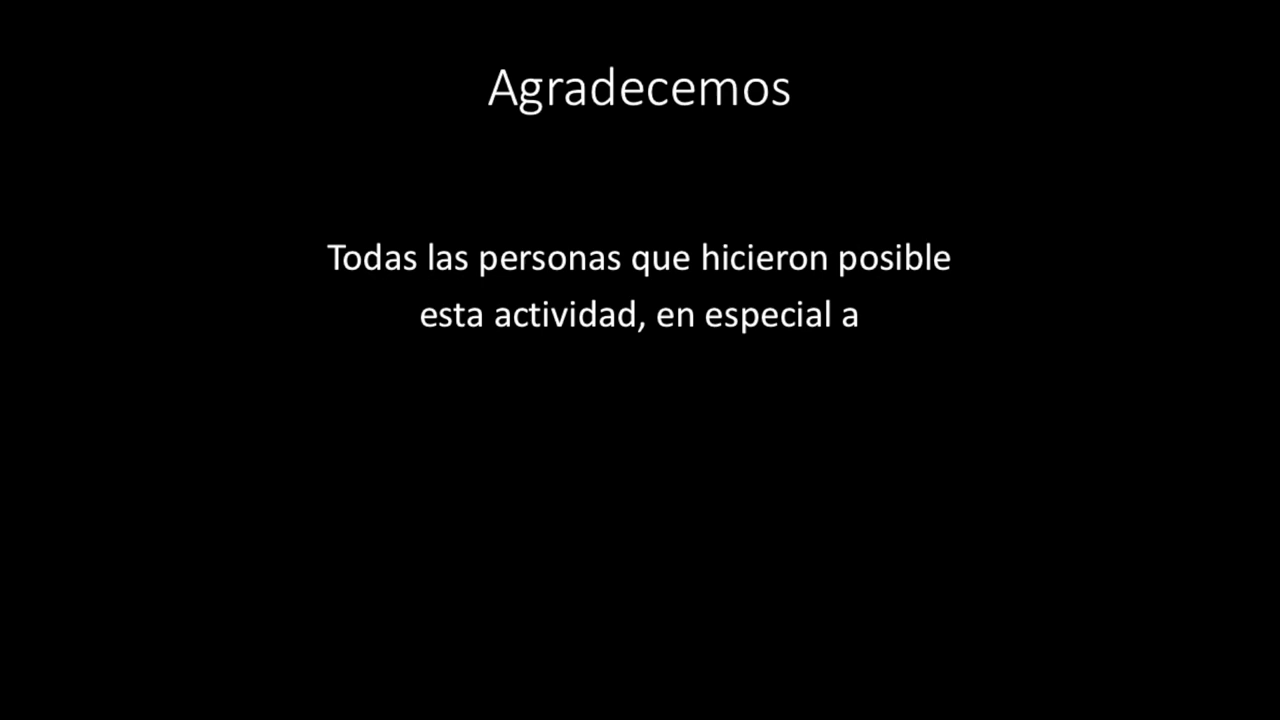 Agradecemos
Todas las personas que hicieron posible
esta actividad, en especial a